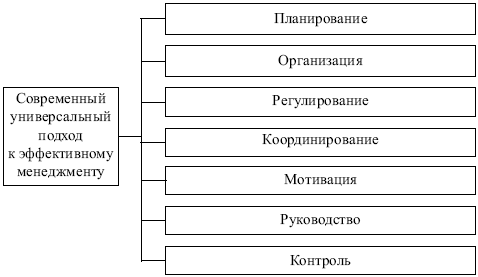 Современный
универсальный
подход
к эффективному
менеджменту
Планирование
Организация
Регулирование
Координирование
Мотивация
Руководство
Контроль